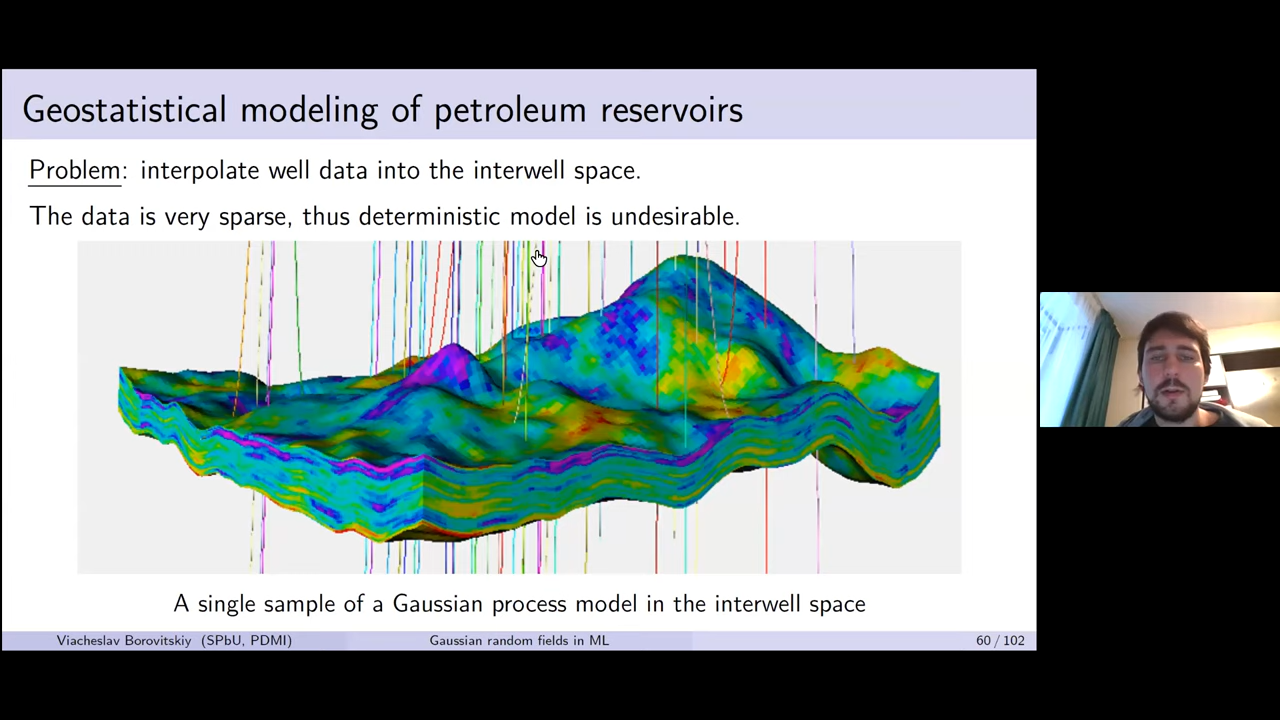 Geostatistical modeling of petroleum reservoirs
Problem: interpolate well data into the interwell space.
The data is very sparse, thus deterministic model is undesirable.
A single sample of a Gaussian process model in the interwell space
Viacheslav Borovitskiy (SPbU, PDMI) Gaussian random fields in ML 60 / 102